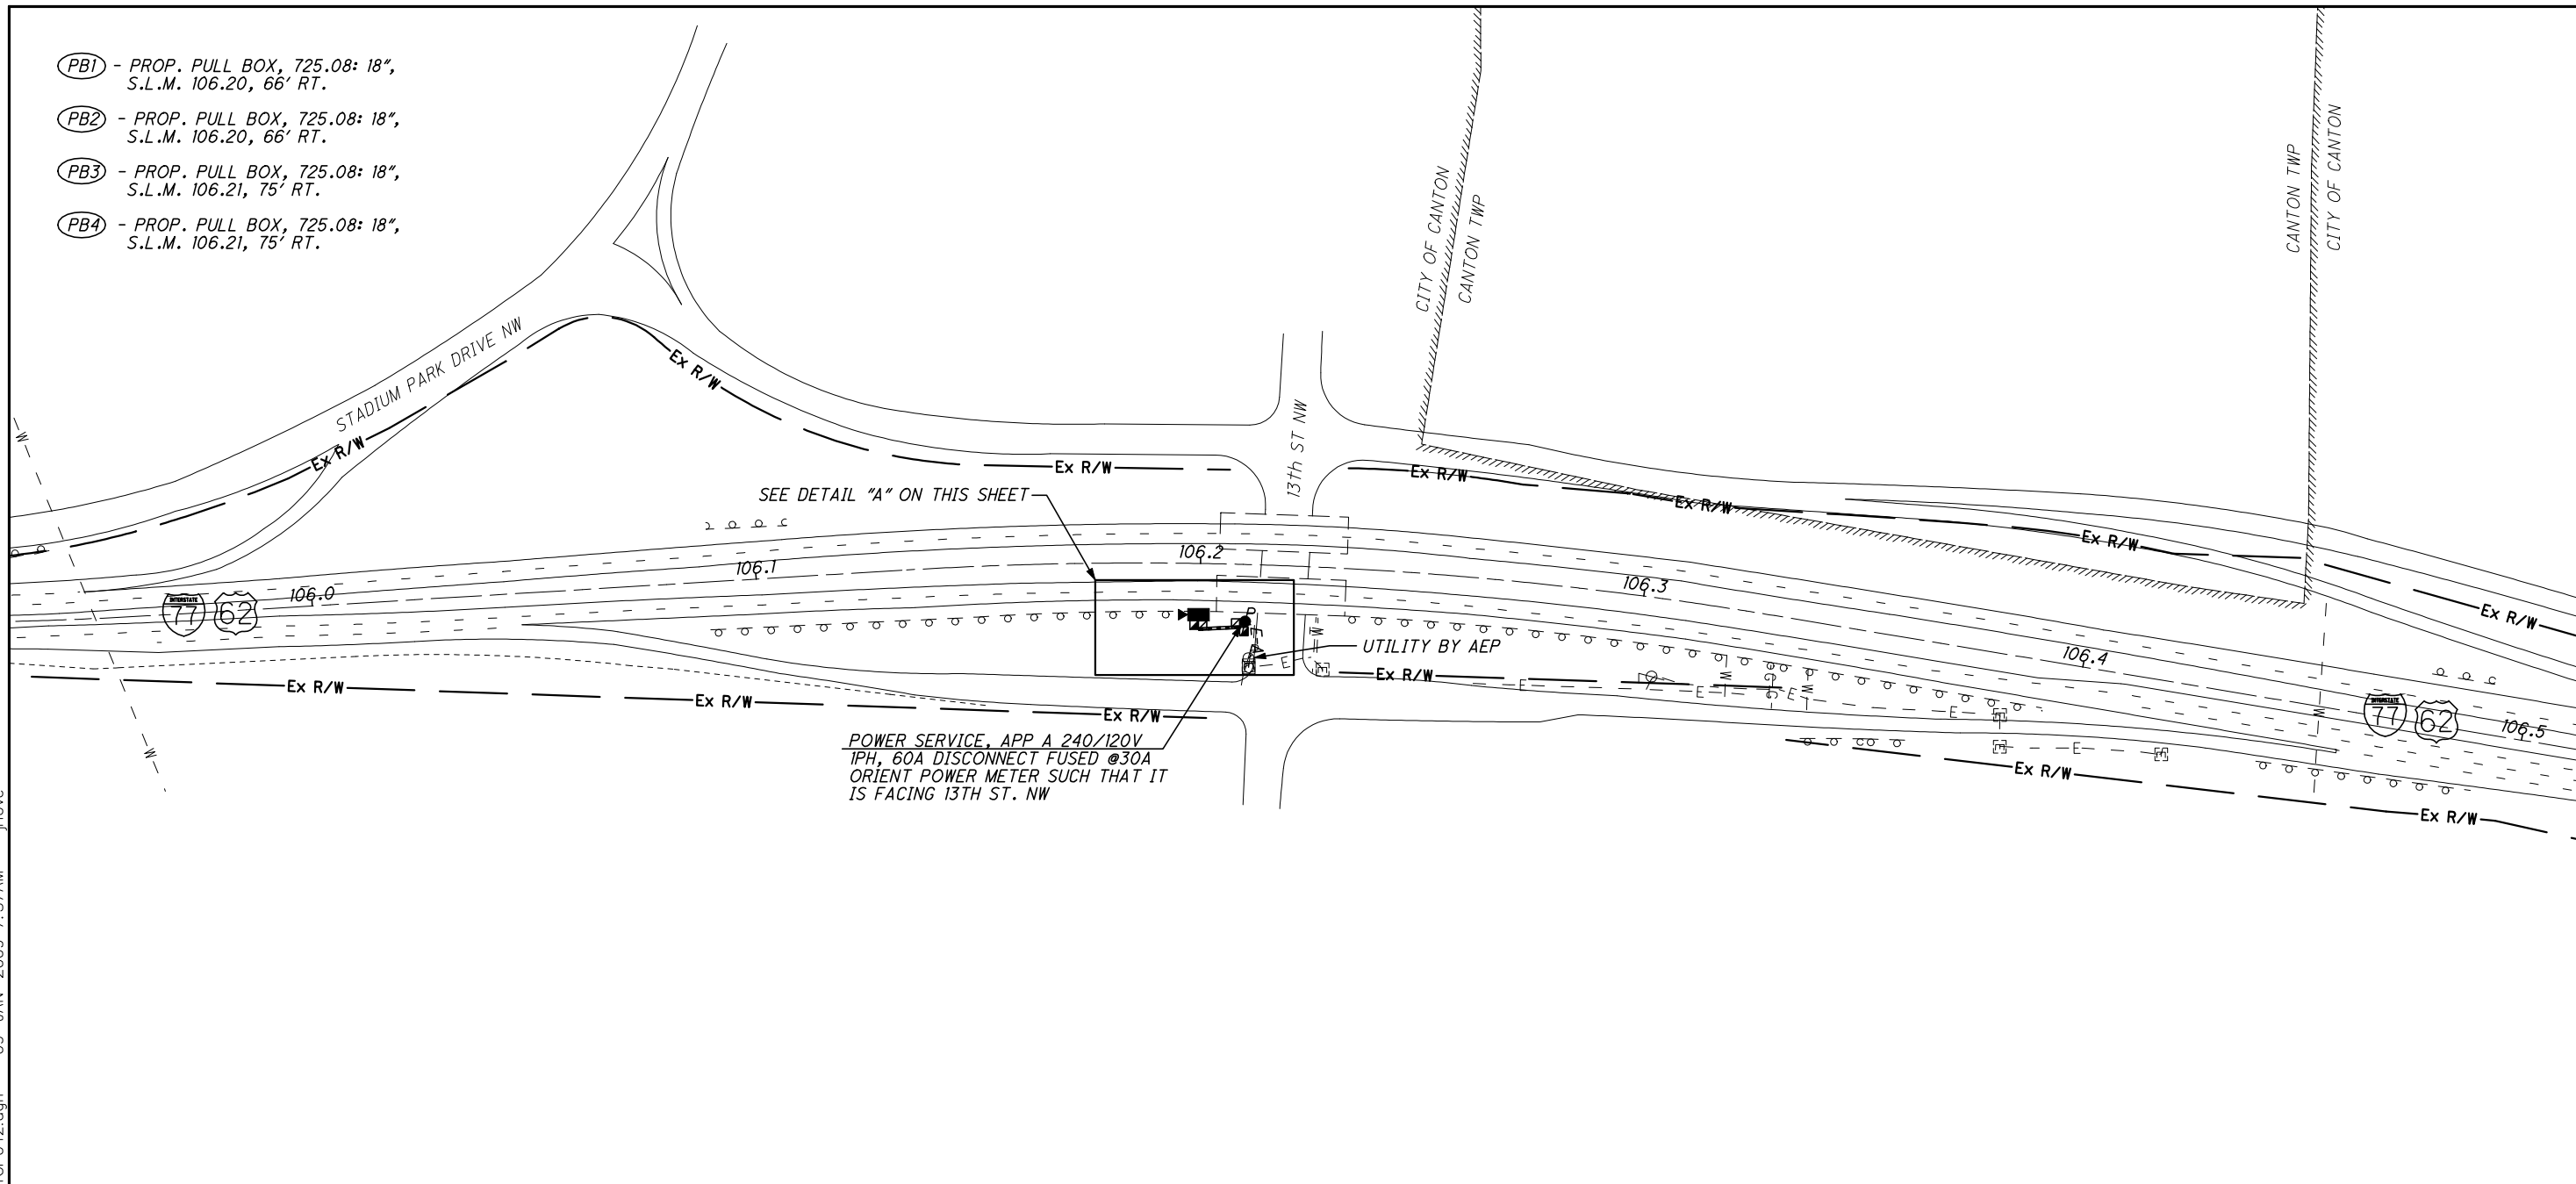 PB1 - PROP. PULL BOX, 725.08: 18",
S.L.M. 106.20, 66' RT.
PB2 - PROP. PULL BOX, 725.08: 18",
S.L.M. 106.20, 66' RT.
PB3 - PROP. PULL BOX, 725.08: 18",
S.L.M. 106.21, 75' RT.
PB4 - PROP. PULL BOX, 725.08: 18",
S.L.M. 106.21, 75' RT.
CITY OF CANTON
CANTON TWP
CANTON TWP
CITY OF CANTON
STADIUM PARK DRIVE NW
Ex R/W
Ex R/W
Ex R/W
13th ST NW
Ex R/W
Ex R/W
Ex R/W
Ex R/W
W
W
SEE DETAIL "A" ON THIS SHEET
106.0
106.1
106.2
106.3
106.4
106.5
INTERSTATE
77
62
INTERSTATE
77
62
UTILITY BY AEP
P
E
E
W
E
E
E
W
W
E
E
E
E
E
W
Ex R/W
Ex R/W
Ex R/W
Ex R/W
Ex R/W
Ex R/W
POWER SERVICE, APP A 240/120V
1PH, 60A DISCONNECT FUSED @30A
ORIENT POWER METER SUCH THAT IT
IS FACING 13TH ST. NW